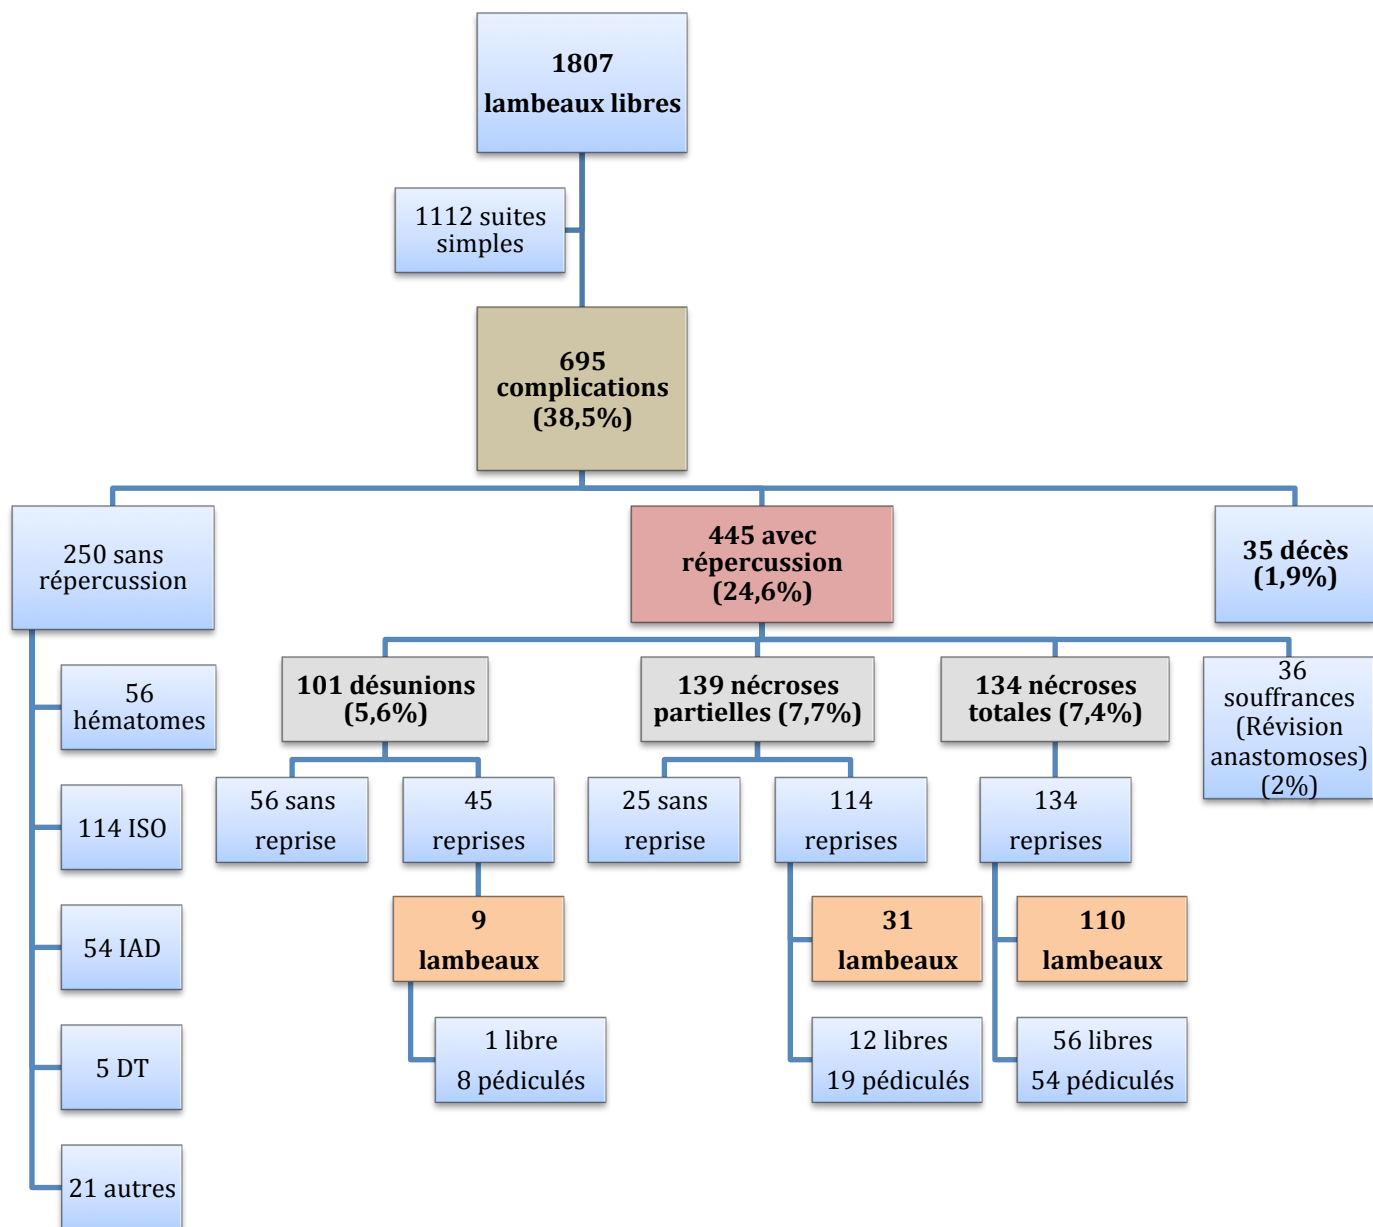 1807
lambeaux libres
1112 suites
simples
695
complications
(38,5%)
250 sans
répercussion
445 avec
répercussion
(24,6%)
35 décès
(1,9%)
56
hématomes
114 ISO
54 IAD
5 DT
21 autres
101 désunions
(5,6%)
139 nécroses
partielles (7,7%)
134 nécroses
totales (7,4%)
36
souffrances
(Révision
anastomoses)
(2%)
56 sans
reprise
45
reprises
25 sans
reprise
114
reprises
134
reprises
9
lambeaux
31
lambeaux
110
lambeaux
1 libre
8 pédiculés
12 libres
19 pédiculés
56 libres
54 pédiculés